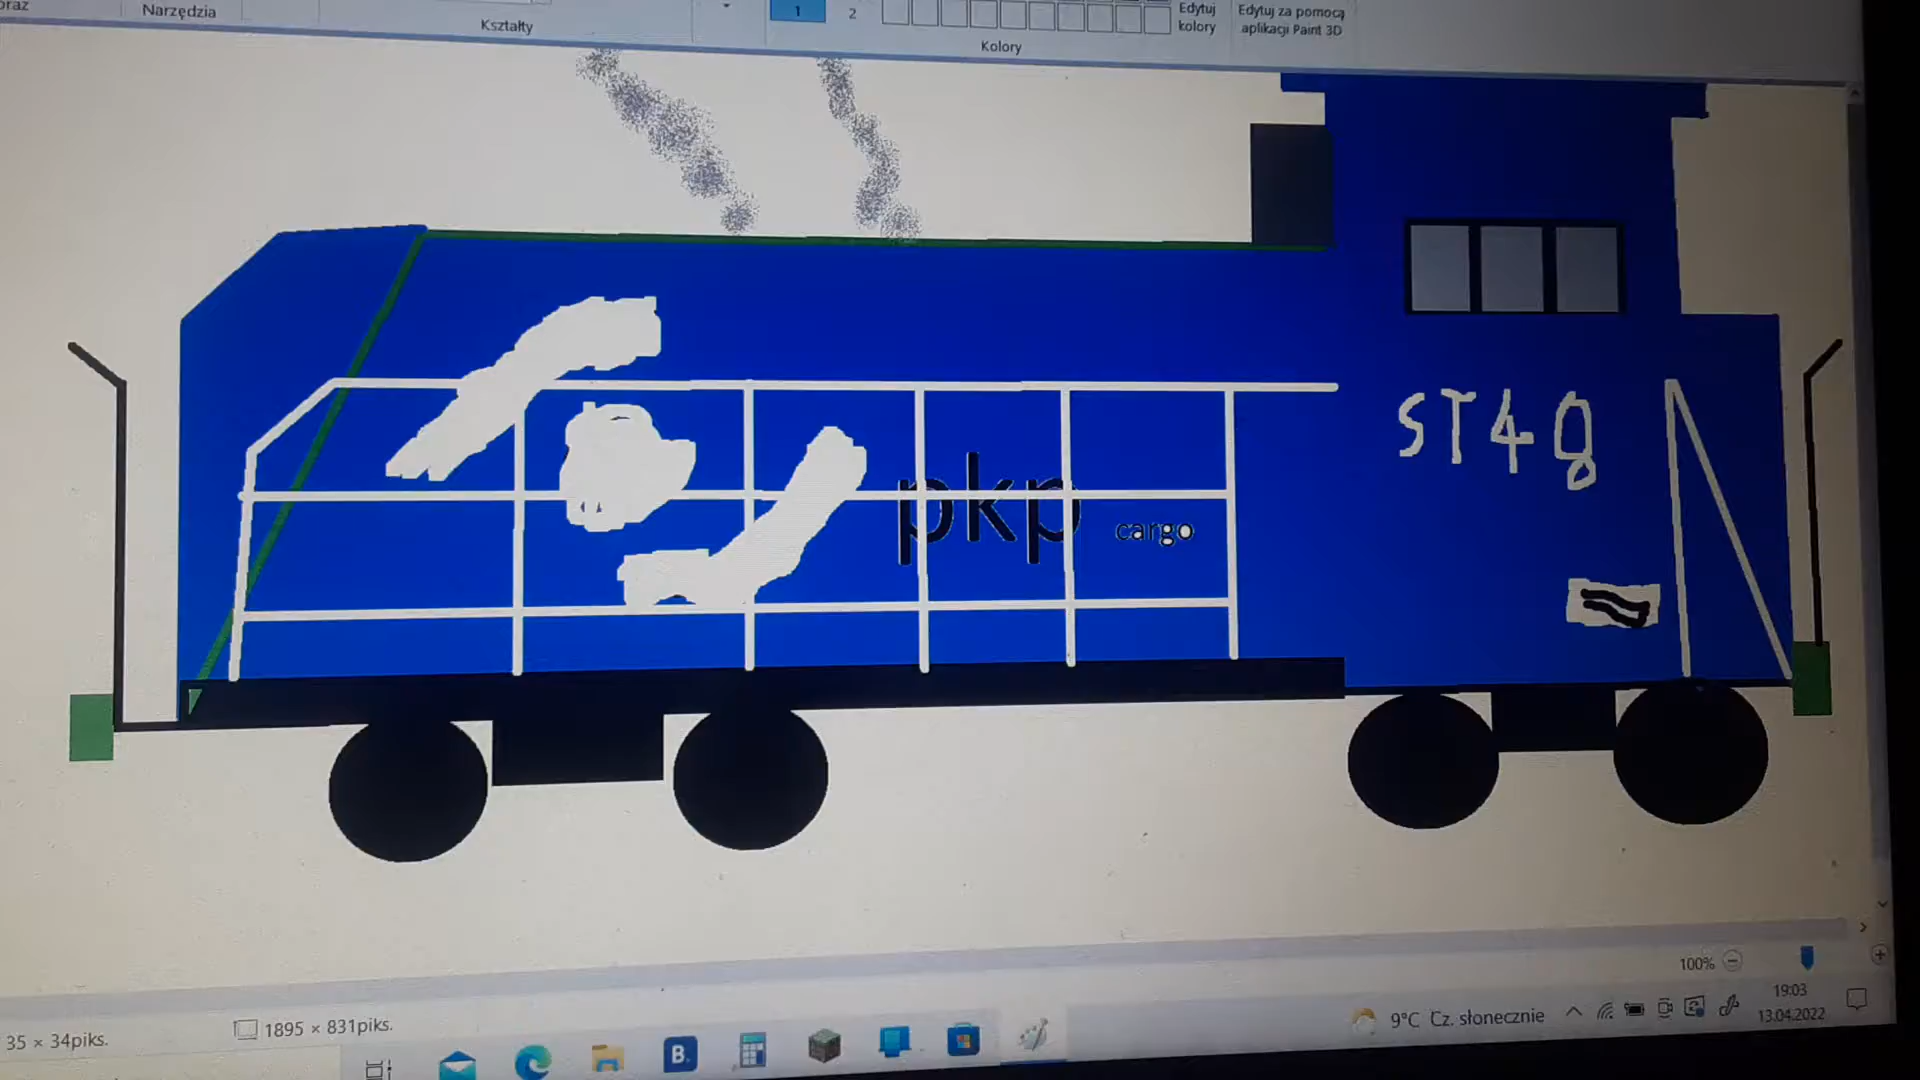 Narzędzia
Kształty
1
2
Kolory
Edytuj
kolory
Edytuj za pomocą
aplikacji Paint 3D
ST48
pkp
cargo
100%
35 × 34piks.
1895 × 831piks.
B.
9°C Cz. słonecznie
19:03
13.04.2022